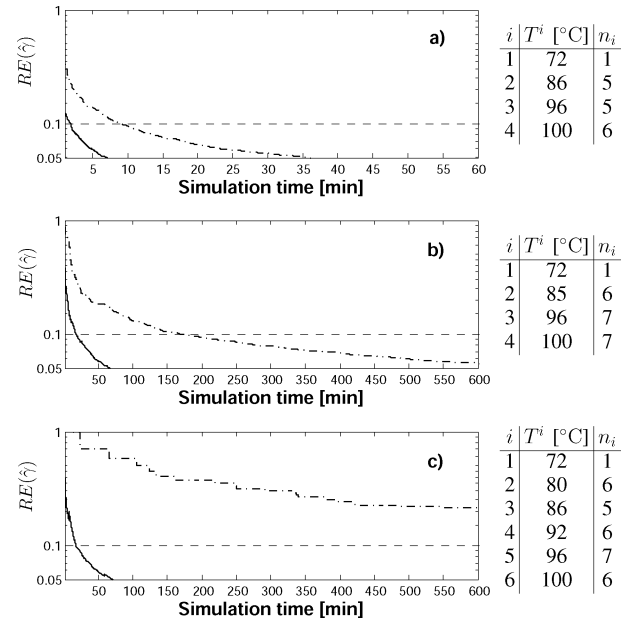 1
0.1
0.05
RE(γ̂)
a)
5 10 15 20 25 30 35 40 45 50 55 60
Simulation time [min]
i T^i [°C] n_i
1 72 1
2 86 5
3 96 5
4 100 6
1
0.1
0.05
RE(γ̂)
b)
50 100 150 200 250 300 350 400 450 500 550 600
Simulation time [min]
i T^i [°C] n_i
1 72 1
2 85 6
3 96 7
4 100 7
1
0.1
0.05
RE(γ̂)
c)
50 100 150 200 250 300 350 400 450 500 550 600
Simulation time [min]
i T^i [°C] n_i
1 72 1
2 80 6
3 86 5
4 92 6
5 96 7
6 100 6